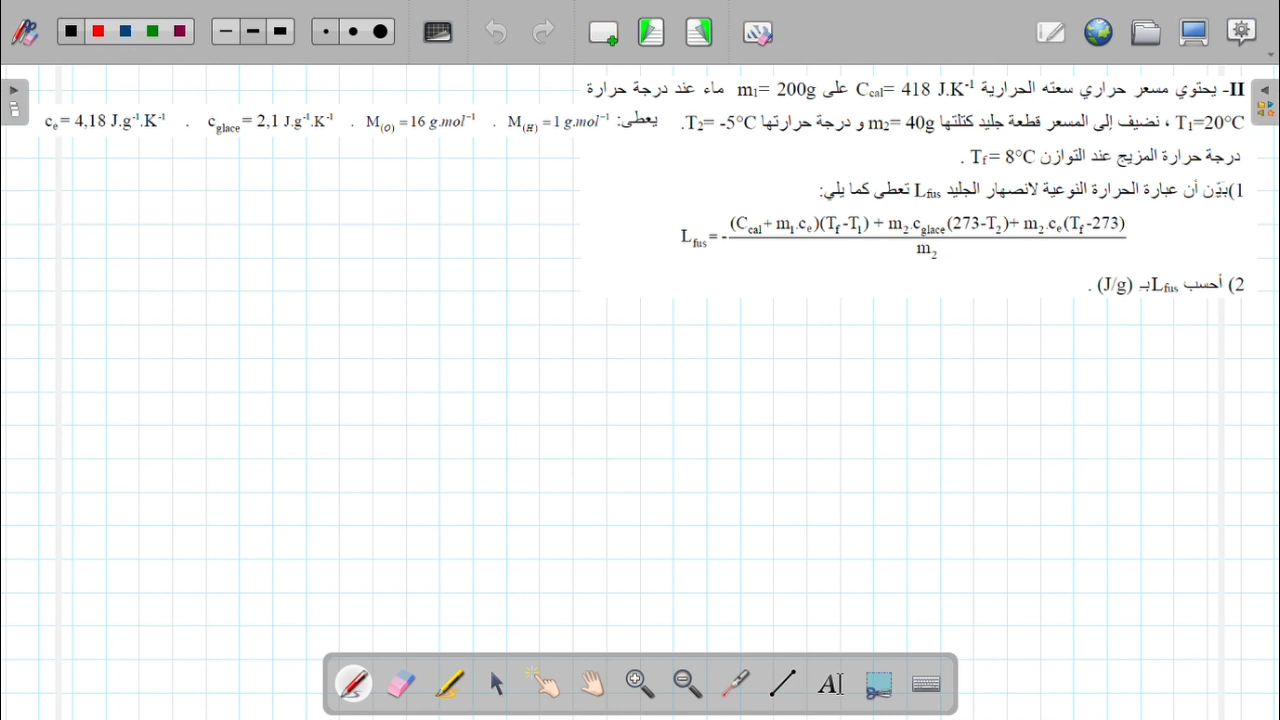 II- يحتوي مسعر حراري سعته الحرارية Ccal= 418 J.K-1 على m1= 200g ماء عند درجة حرارة
T1=20°C ، نضيف إلى المسعر قطعة جليد كتلتها m2= 40g و درجة حرارتها T2= -5°C.
يعطى: M(H) = 1 g.mol−1 . M(O) = 16 g.mol−1 . cglace = 2,1 J.g-1.K-1 . ce = 4,18 J.g-1.K-1
درجة حرارة المزيج عند التوازن Tf = 8°C .
1)بَيِّن أن عبارة الحرارة النوعية لانصهار الجليد Lfus تعطى كما يلي:
Lfus = - (Ccal+ m1.ce)(Tf -T1) + m2.cglace(273-T2)+ m2.ce(Tf -273)
m2
2) أحسب Lfus بـ (J/g) .
AI